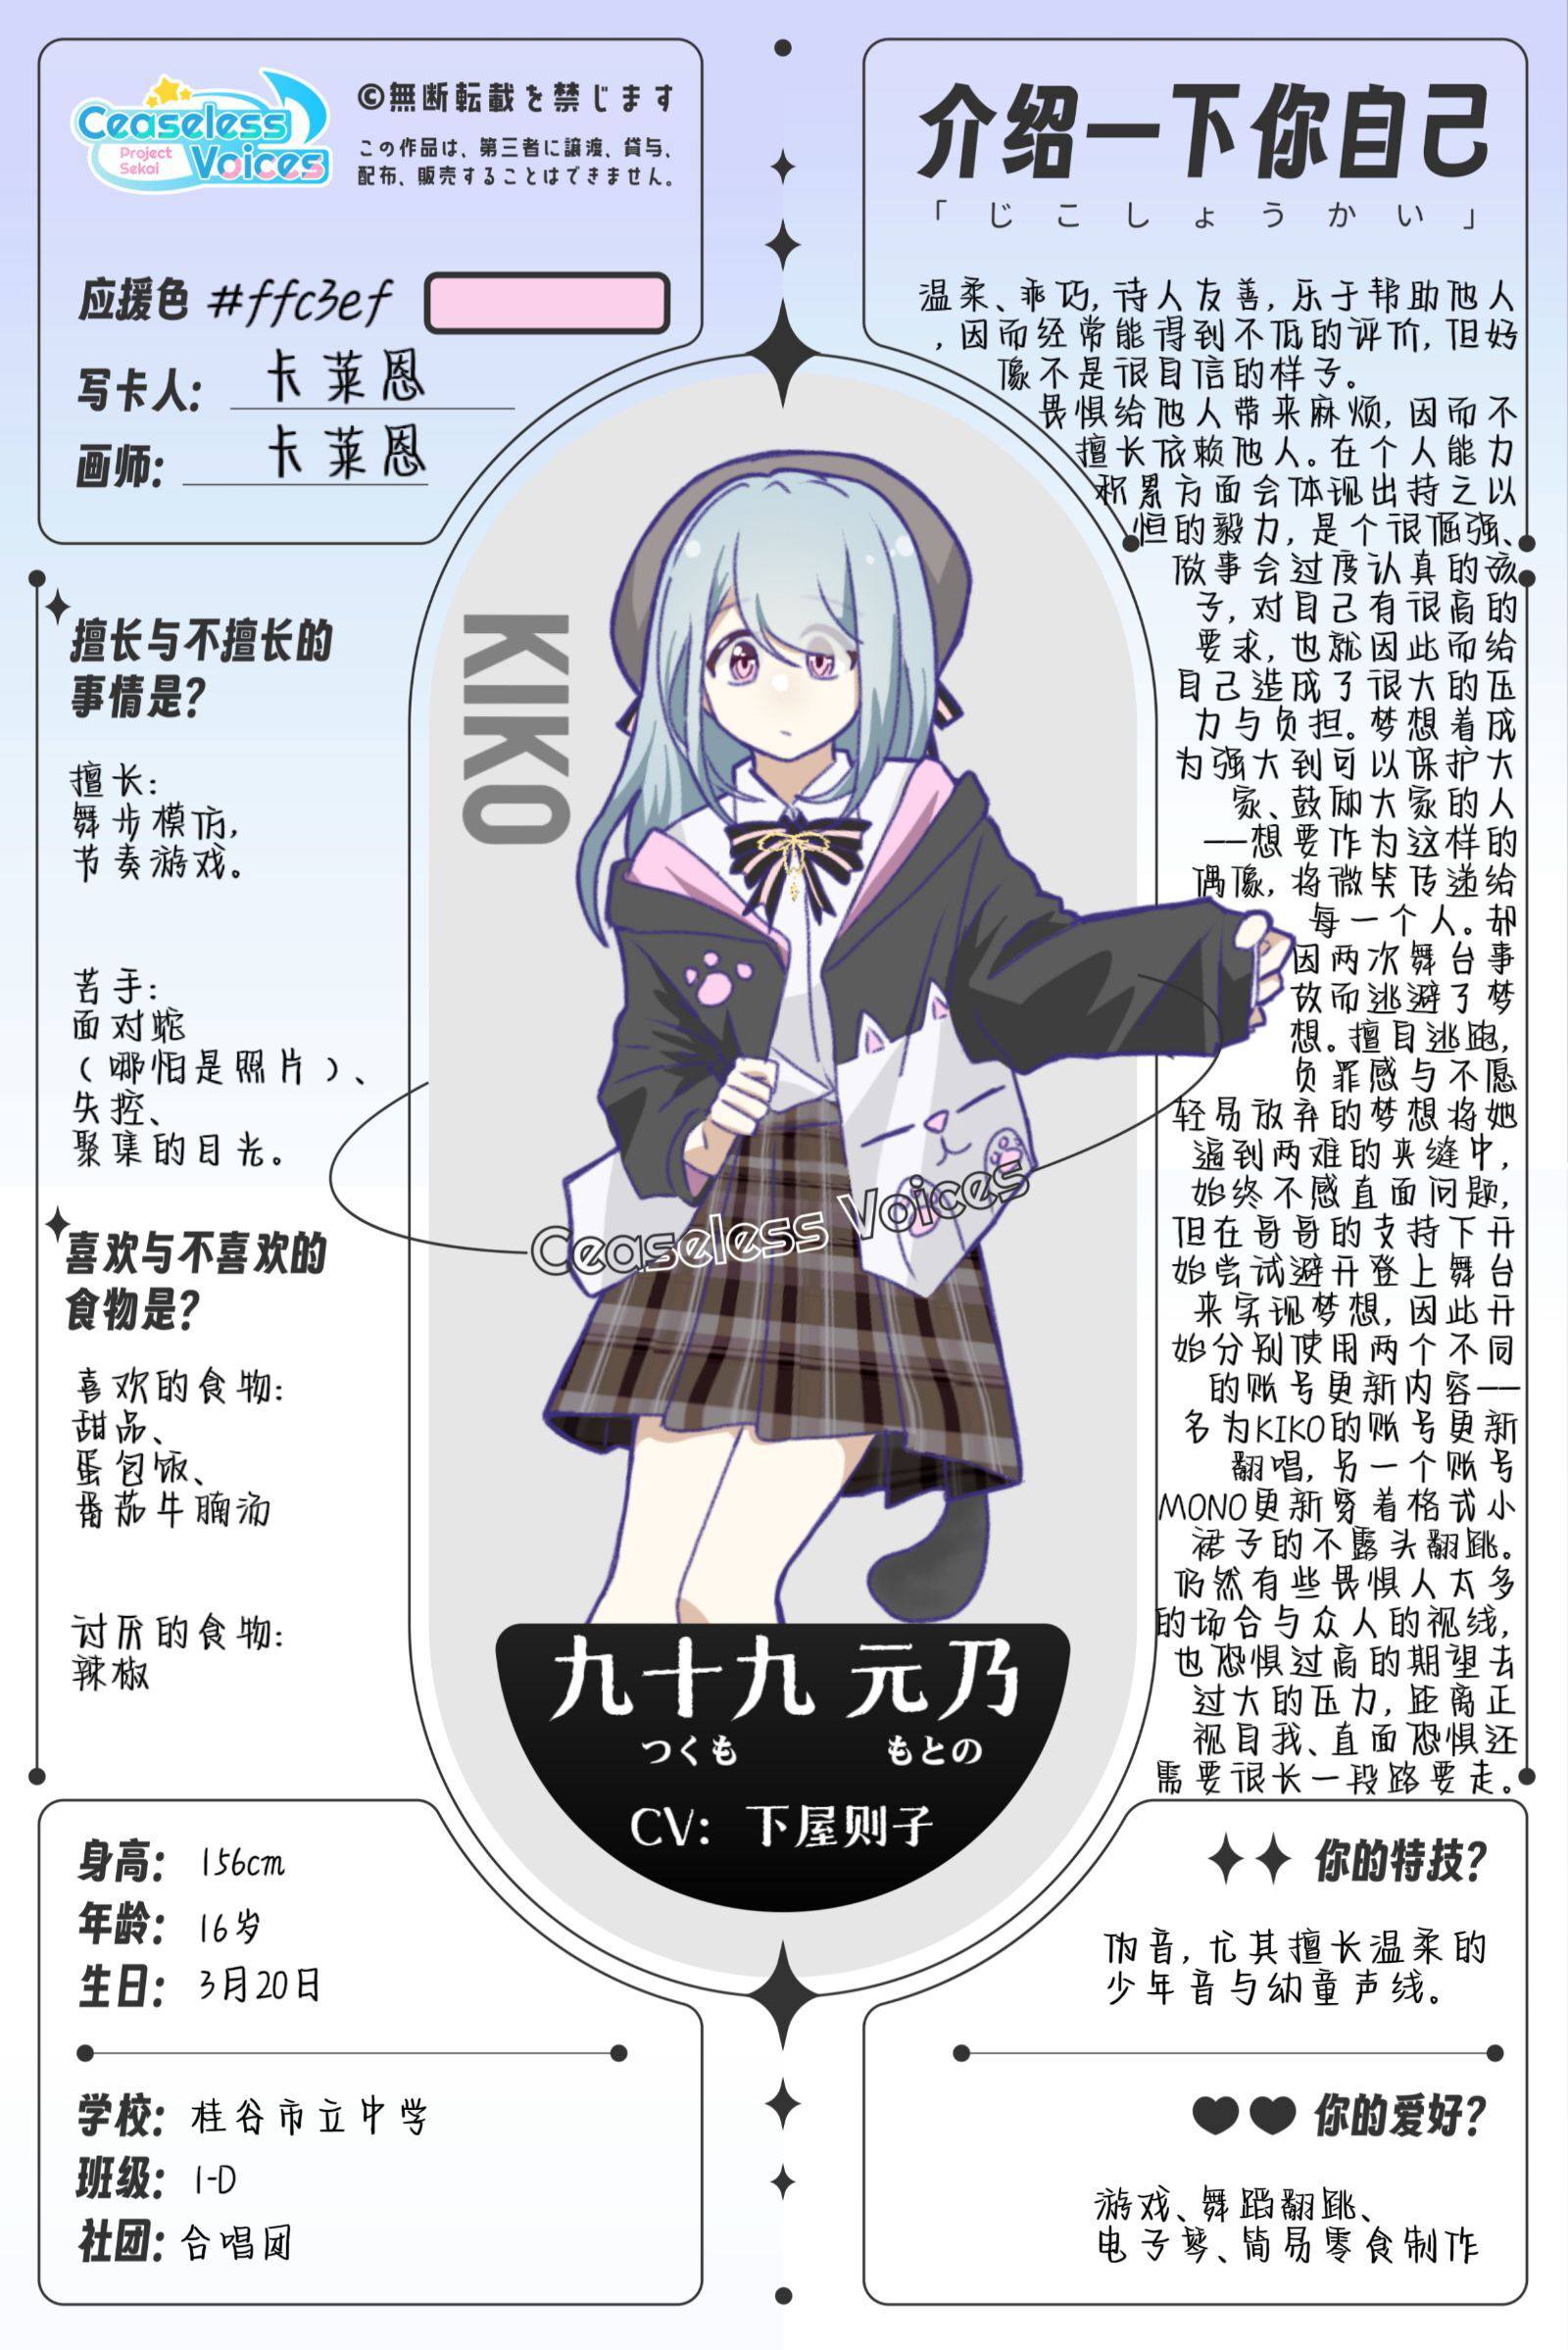 Ceaseless
Project
Sekai
Voices
©無断転載を禁じます
この作品は、第三者に譲渡、貸与、
配布、販売することはできません。
应援色 #ffc3ef
写卡人: 卡莱恩
画师: 卡莱恩
介绍一下你自己
「じこしょうかい」
温柔、乖巧,待人友善,乐于帮助他人
,因而经常能得到不低的评价,但好
像不是很自信的样子。
畏惧给他人带来麻烦,因而不
擅长依赖他人。在个人能力
积累方面会体现出持之以
恒的毅力,是个很倔强、
做事会过度认真的孩
子,对自己有很高的
要求,也就因此而给
自己造成了很大的压
力与负担。梦想着成
为强大到可以保护大
家、鼓励大家的人
——想要作为这样的
偶像,将微笑传递给
每一个人。却
因两次舞台事
故而逃避了梦
想。擅自逃跑,
负罪感与不愿
轻易放弃的梦想将她
逼到两难的夹缝中,
始终不感直面问题,
但在哥哥的支持下开
始尝试避开登上舞台
来实现梦想,因此开
始分别使用两个不同
的账号更新内容——
名为KIKO的账号更新
翻唱,另一个账号
MONO更新穿着格式小
裙子的不露头翻跳。
仍然有些畏惧人太多
的场合与众人的视线,
也恐惧过高的期望去
过大的压力,距离正
视自我、直面恐惧还
需要很长一段路要走。
擅长与不擅长的
事情是?
擅长:
舞步模仿,
节奏游戏。
苦手:
面对蛇
(哪怕是照片)、
失控、
聚集的目光。
喜欢与不喜欢的
食物是?
喜欢的食物:
甜品、
蛋包饭、
番茄牛腩汤
讨厌的食物:
辣椒
KIKO
Ceaseless Voices
九十九 元乃
つくも もとの
CV: 下屋则子
身高: 156cm
年龄: 16岁
生日: 3月20日
学校: 桂谷市立中学
班级: 1-D
社团: 合唱团
你的特技?
伪音,尤其擅长温柔的
少年音与幼童声线。
你的爱好?
游戏、舞蹈翻跳、
电子琴、简易零食制作